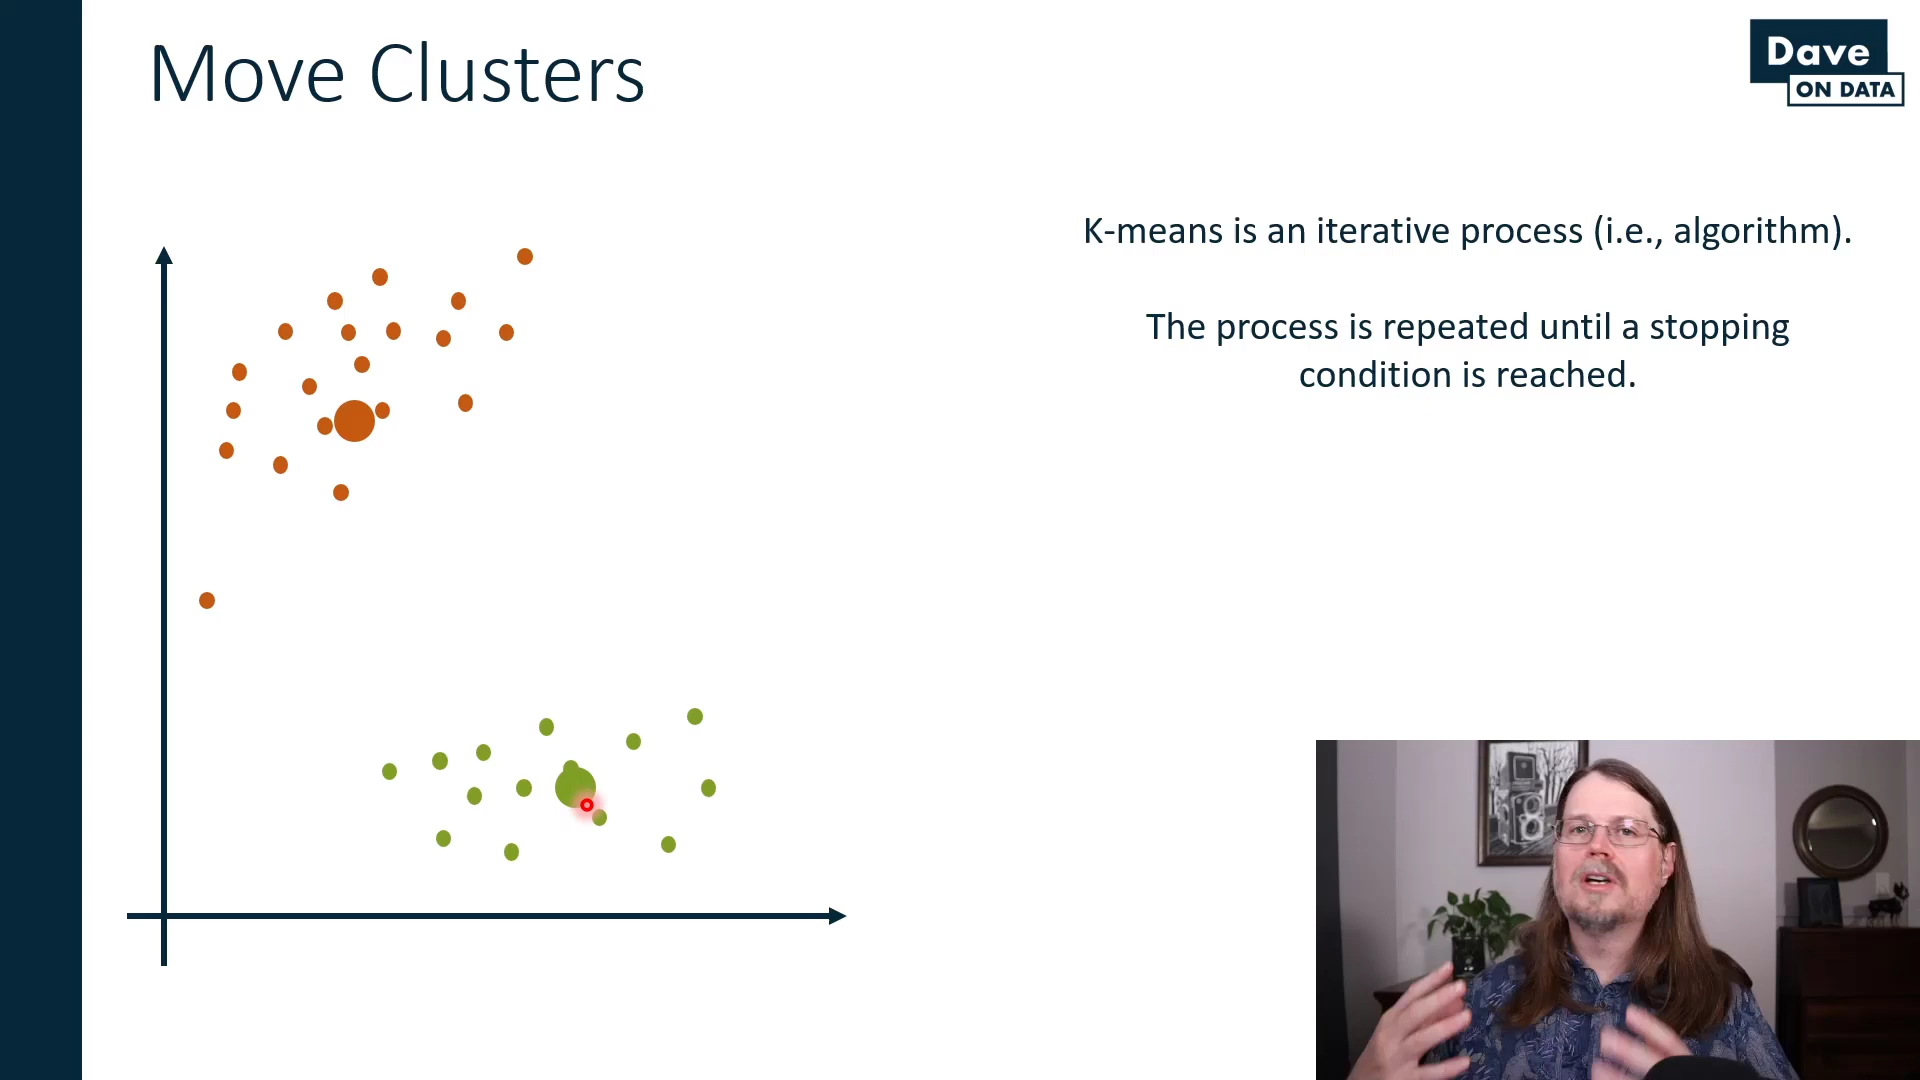 Move Clusters
Dave
ON DATA
K-means is an iterative process (i.e., algorithm).
The process is repeated until a stopping
condition is reached.